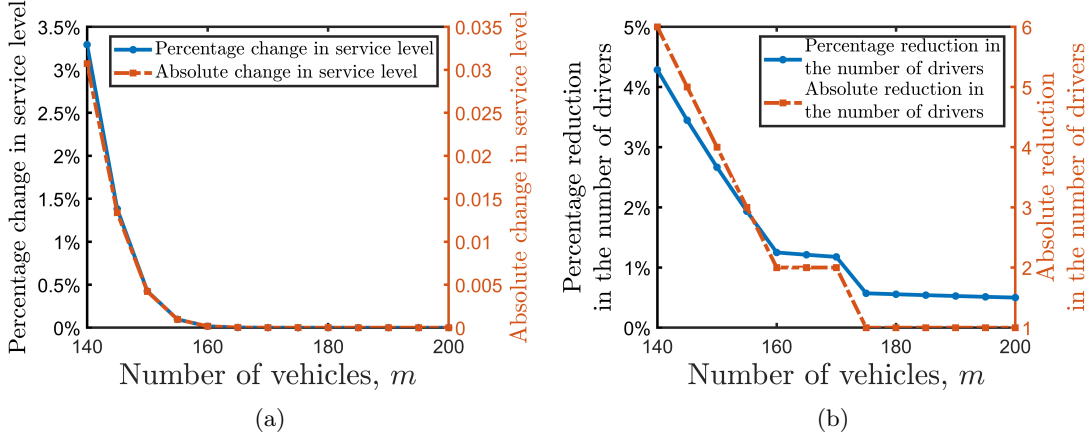 Percentage change in service level
3.5%
3%
2.5%
2%
1.5%
1%
0.5%
0%
140
160
180
200
Number of vehicles, m
0.035
0.03
0.025
0.02
0.015
0.01
0.005
0
Absolute change in service level
Percentage change in service level
Absolute change in service level
(a)
Percentage reduction
in the number of drivers
5%
4%
3%
2%
1%
0%
140
160
180
200
Number of vehicles, m
6
5
4
3
2
1
Absolute reduction
in the number of drivers
Percentage reduction in
the number of drivers
Absolute reduction in
the number of drivers
(b)